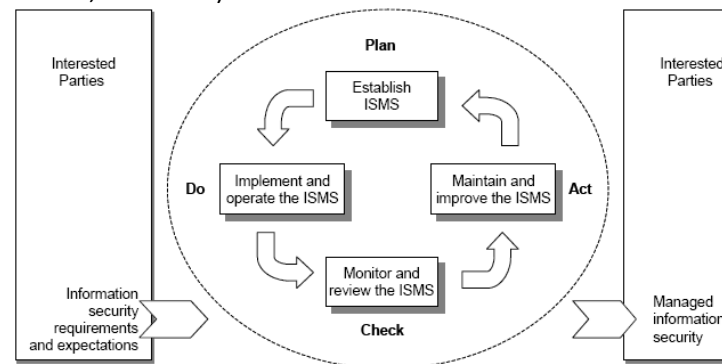 Plan
Interested
Parties
Establish
ISMS
Interested
Parties
Do
Implement and
operate the ISMS
Maintain and
improve the ISMS
Act
Monitor and
review the ISMS
Check
Information
security
requirements
and expectations
Managed
information
security